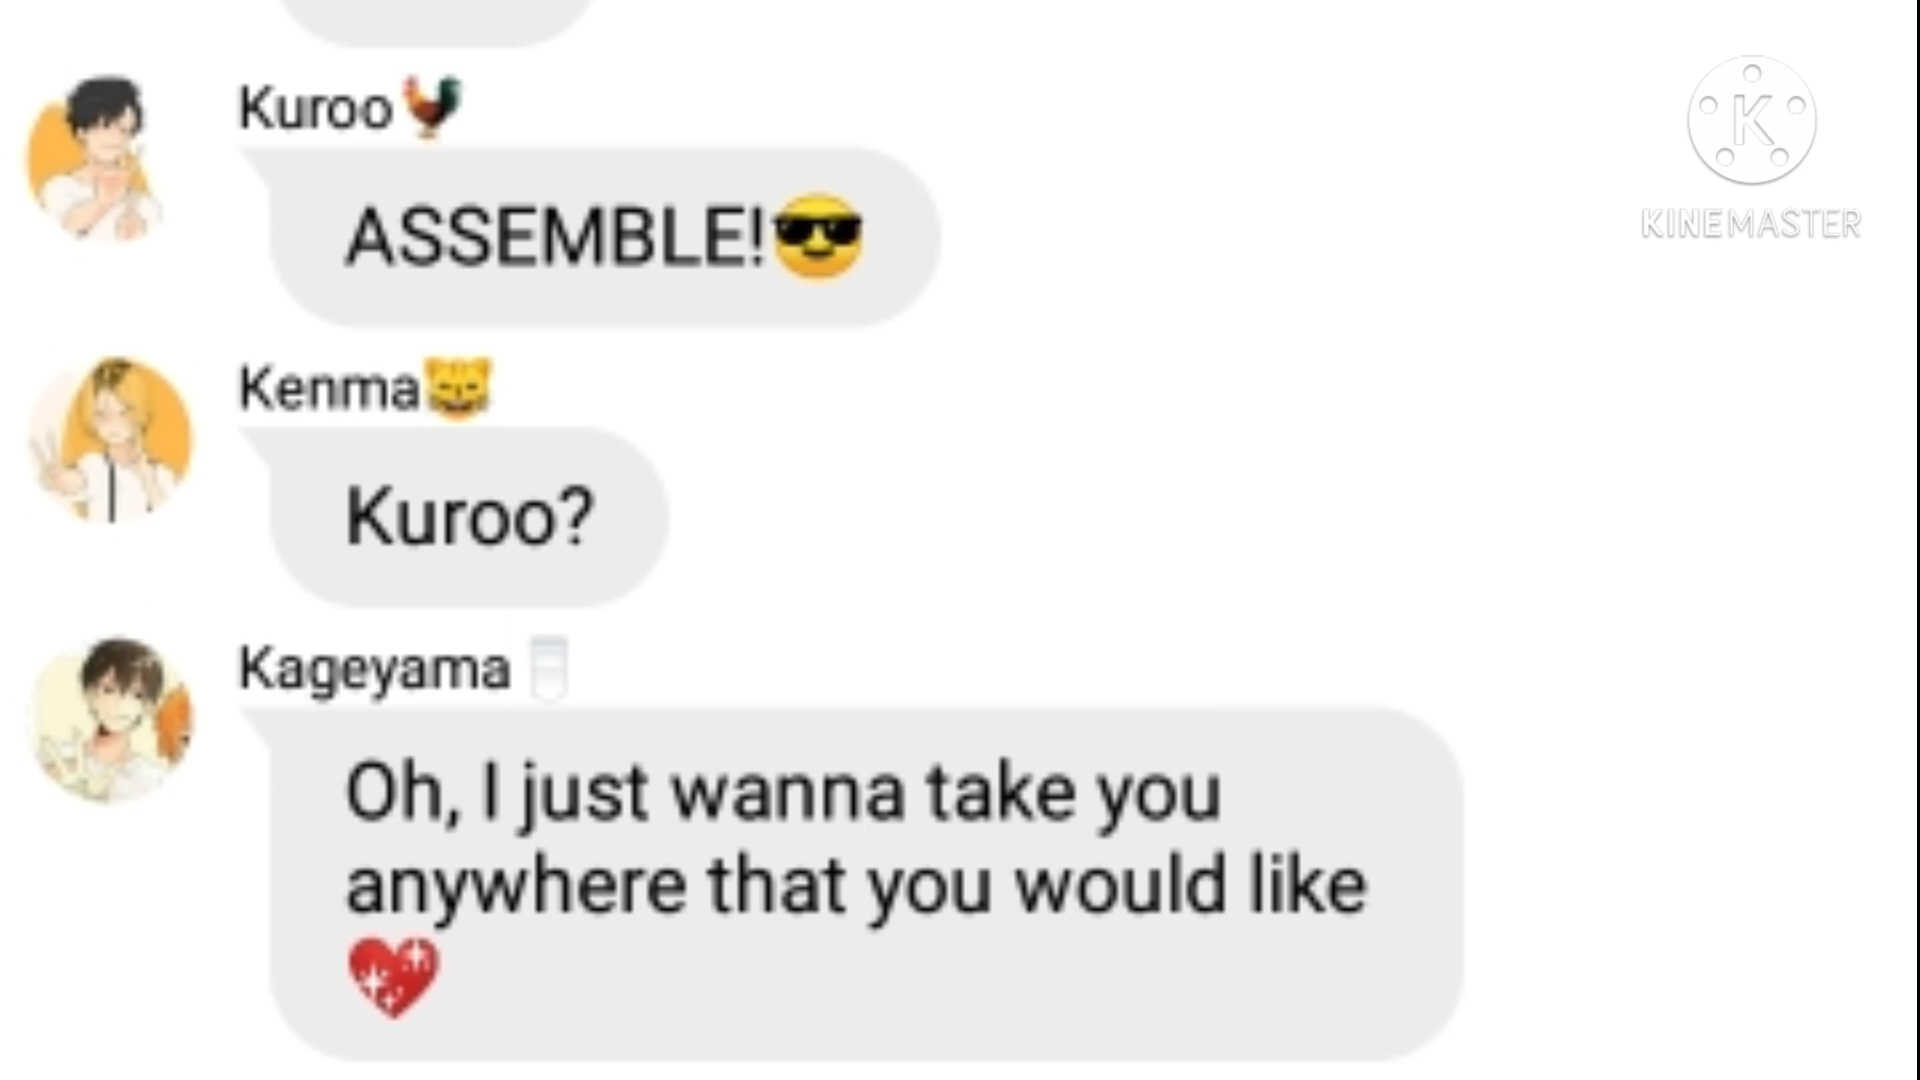 Kuroo🐓
ASSEMBLE!😎
Kenma😺
Kuroo?
Kageyama🥛
Oh, I just wanna take you
anywhere that you would like
💖
K
KINEMASTER